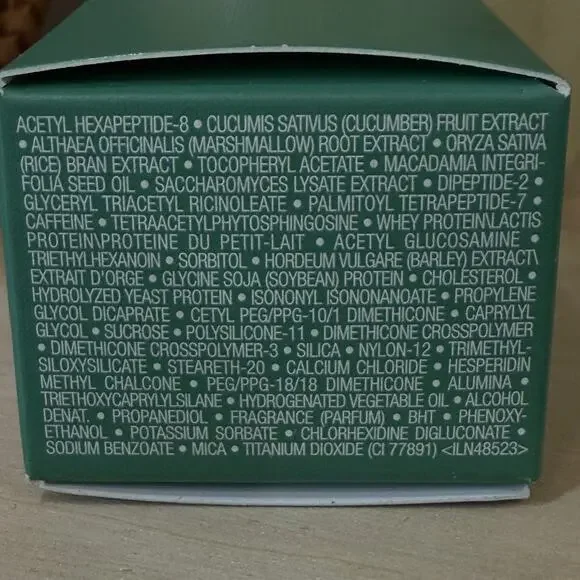 ACETYL HEXAPEPTIDE-8 • CUCUMIS SATIVUS (CUCUMBER) FRUIT EXTRACT
• ALTHAEA OFFICINALIS (MARSHMALLOW) ROOT EXTRACT • ORYZA SATIVA
(RICE) BRAN EXTRACT • TOCOPHERYL ACETATE • MACADAMIA INTEGRI-
FOLIA SEED OIL • SACCHAROMYCES LYSATE EXTRACT • DIPEPTIDE-2 •
GLYCERYL TRIACETYL RICINOLEATE • PALMITOYL TETRAPEPTIDE-7 •
CAFFEINE • TETRAACETYLPHYTOSPHINGOSINE • WHEY PROTEIN\LACTIS
PROTEIN\PROTEINE DU PETIT-LAIT • ACETYL GLUCOSAMINE •
TRIETHYLHEXANOIN • SORBITOL • HORDEUM VULGARE (BARLEY) EXTRACT\
EXTRAIT D'ORGE • GLYCINE SOJA (SOYBEAN) PROTEIN • CHOLESTEROL •
HYDROLYZED YEAST PROTEIN • ISONONYL ISONONANOATE • PROPYLENE
GLYCOL DICAPRATE • CETYL PEG/PPG-10/1 DIMETHICONE • CAPRYLYL
GLYCOL • SUCROSE • POLYSILICONE-11 • DIMETHICONE CROSSPOLYMER
• DIMETHICONE CROSSPOLYMER-3 • SILICA • NYLON-12 • TRIMETHYL-
SILOXYSILICATE • STEARETH-20 • CALCIUM CHLORIDE • HESPERIDIN
METHYL CHALCONE • PEG/PPG-18/18 DIMETHICONE • ALUMINA •
TRIETHOXYCAPRYLYLSILANE • HYDROGENATED VEGETABLE OIL • ALCOHOL
DENAT. • PROPANEDIOL • FRAGRANCE (PARFUM) • BHT • PHENOXY-
ETHANOL • POTASSIUM SORBATE • CHLORHEXIDINE DIGLUCONATE •
SODIUM BENZOATE • MICA • TITANIUM DIOXIDE (CI 77891) <ILN48523>